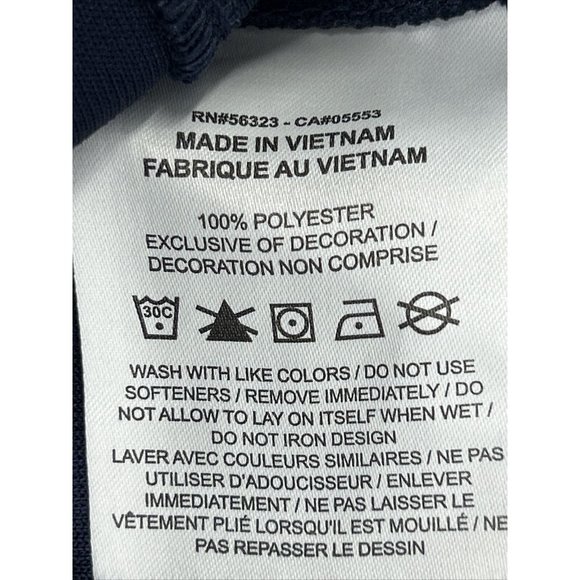 RN#56323 - CA#05553
MADE IN VIETNAM
FABRIQUE AU VIETNAM
100% POLYESTER
EXCLUSIVE OF DECORATION /
DECORATION NON COMPRISE
30C
WASH WITH LIKE COLORS / DO NOT USE
SOFTENERS / REMOVE IMMEDIATELY / DO
NOT ALLOW TO LAY ON ITSELF WHEN WET /
DO NOT IRON DESIGN
LAVER AVEC COULEURS SIMILAIRES / NE PAS
UTILISER D'ADOUCISSEUR / ENLEVER
IMMEDIATEMENT / NE PAS LAISSER LE
VÊTEMENT PLIÉ LORSQU'IL EST MOUILLÉ / NE
PAS REPASSER LE DESSIN